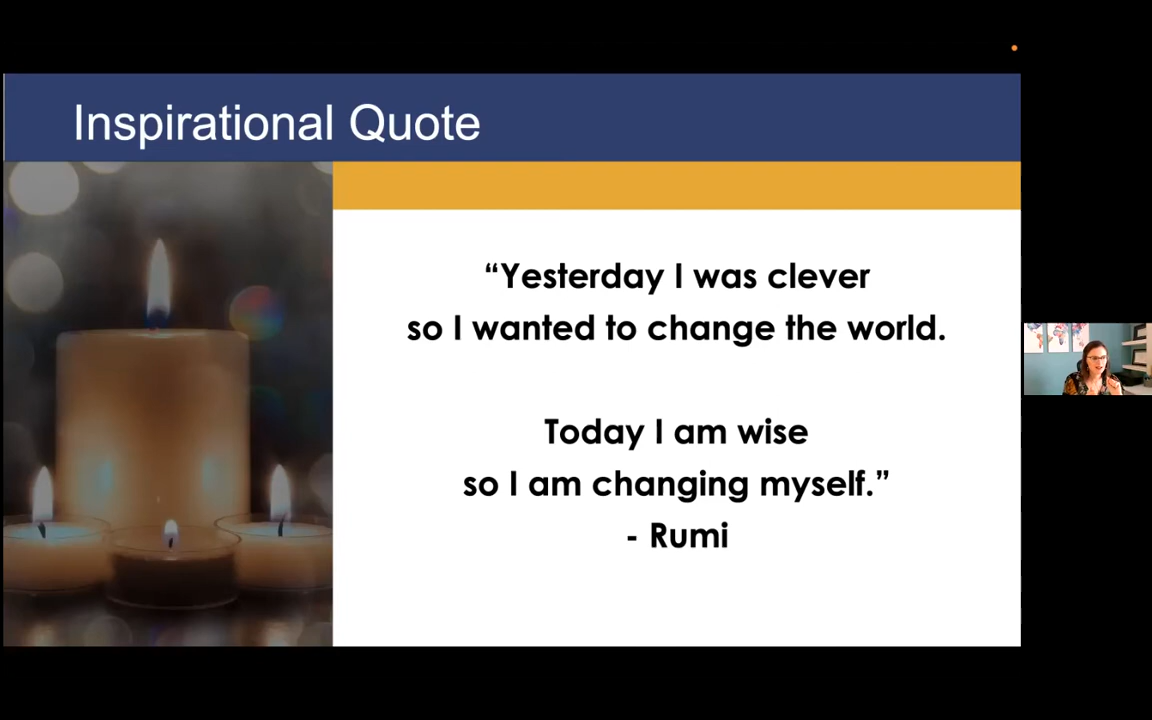 Inspirational Quote
“Yesterday I was clever
so I wanted to change the world.
Today I am wise
so I am changing myself.”
- Rumi